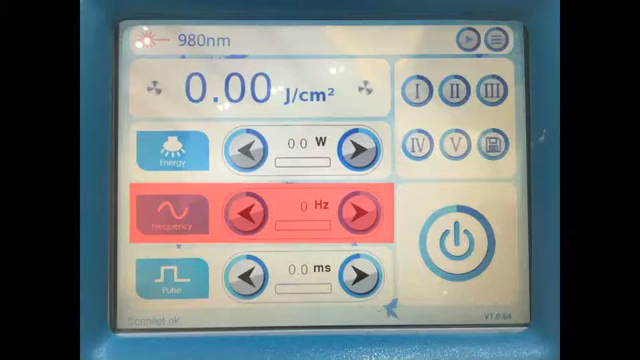 980nm
0.00 J/cm²
I II III
Energy 0.0 W
IV V
Frequency 0 Hz
0.0 ms
Pulse
Connect ok
V1.0.64